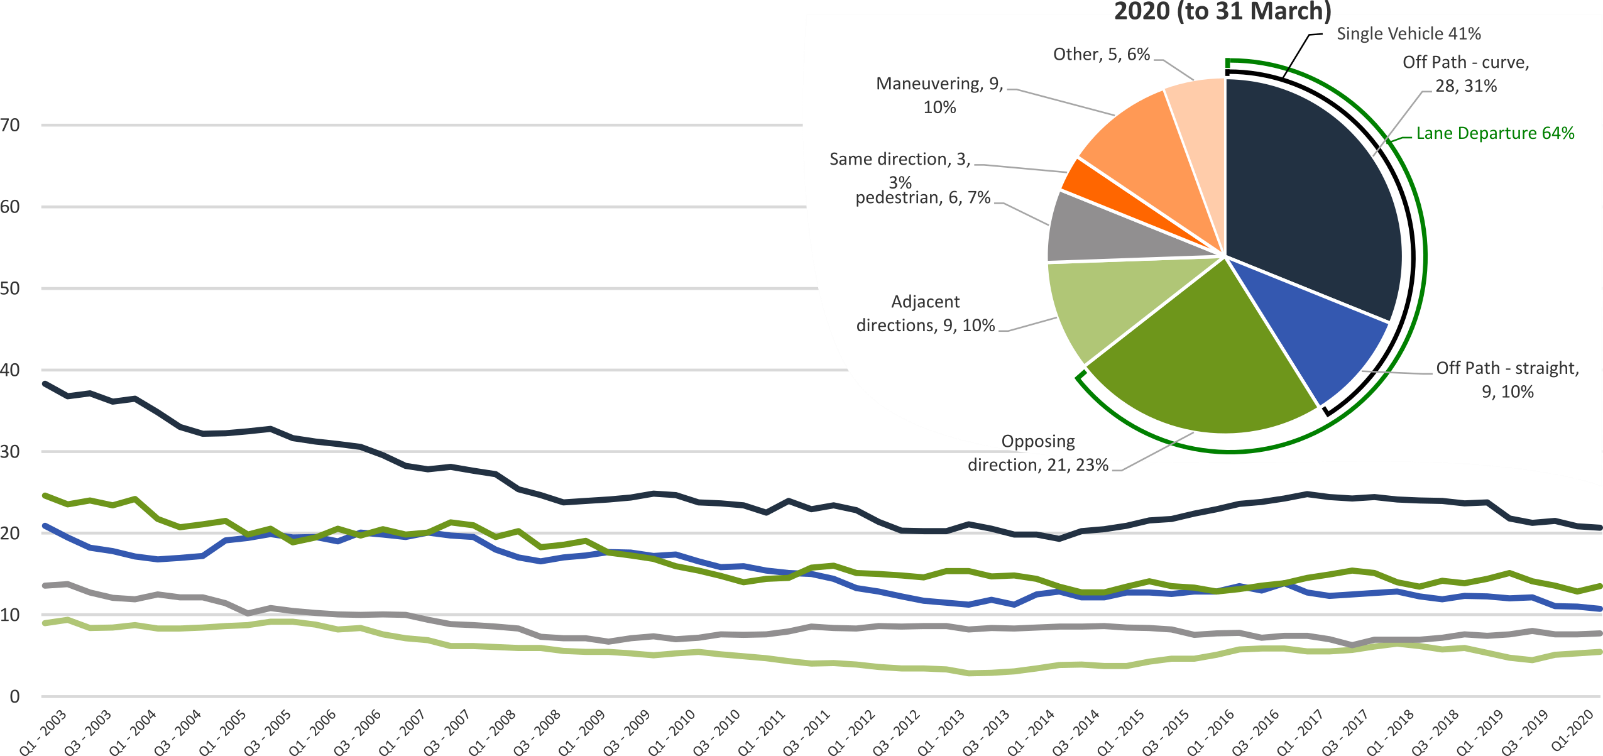 2020 (to 31 March)
Single Vehicle 41%
Other, 5, 6%
Off Path - curve,
28, 31%
Maneuvering, 9,
10%
Lane Departure 64%
Same direction, 3,
3%
pedestrian, 6, 7%
Adjacent
directions, 9, 10%
Off Path - straight,
9, 10%
Opposing
direction, 21, 23%
70
60
50
40
30
20
10
0
Q1 - 2003
Q3 - 2003
Q1 - 2004
Q3 - 2004
Q1 - 2005
Q3 - 2005
Q1 - 2006
Q3 - 2006
Q1 - 2007
Q3 - 2007
Q1 - 2008
Q3 - 2008
Q1 - 2009
Q3 - 2009
Q1 - 2010
Q3 - 2010
Q1 - 2011
Q3 - 2011
Q1 - 2012
Q3 - 2012
Q1 - 2013
Q3 - 2013
Q1 - 2014
Q3 - 2014
Q1 - 2015
Q3 - 2015
Q1 - 2016
Q3 - 2016
Q1 - 2017
Q3 - 2017
Q1 - 2018
Q3 - 2018
Q1 - 2019
Q3 - 2019
Q1-2020